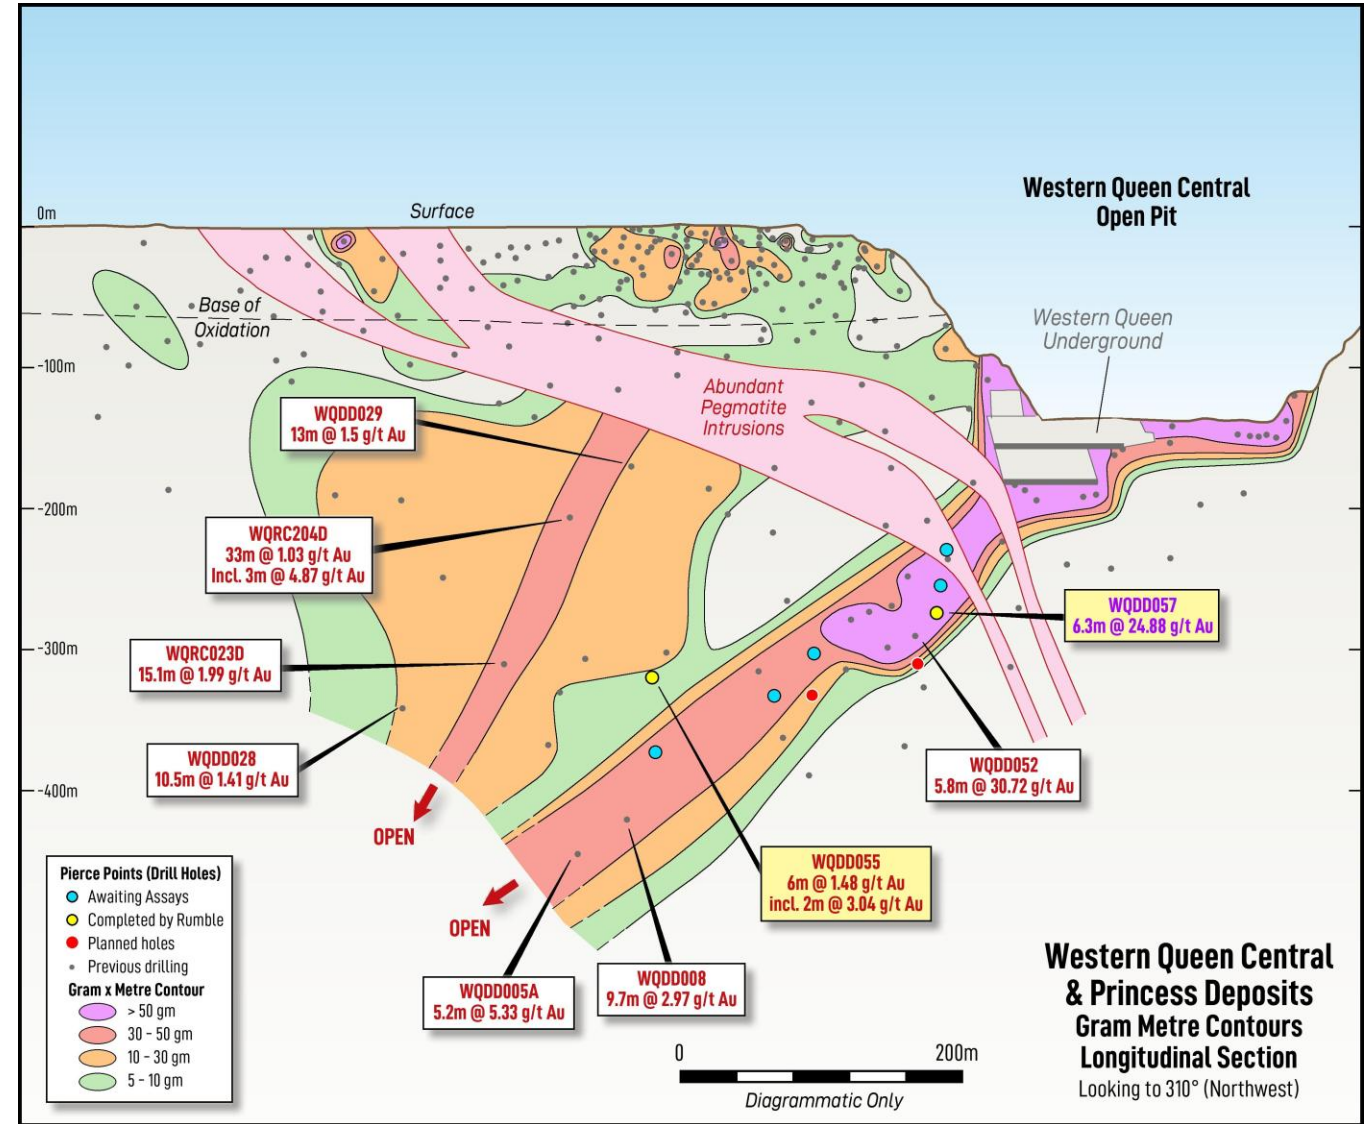 Western Queen Central
Open Pit
0m
Surface
Base of
Oxidation
Western Queen
Underground
-100m
Abundant
Pegmatite
Intrusions
WQDD029
13m @ 1.5 g/t Au
-200m
WQRC204D
33m @ 1.03 g/t Au
Incl. 3m @ 4.87 g/t Au
WQDD057
6.3m @ 24.88 g/t Au
-300m
WQRC023D
15.1m @ 1.99 g/t Au
WQDD028
10.5m @ 1.41 g/t Au
WQDD052
5.8m @ 30.72 g/t Au
-400m
OPEN
WQDD055
6m @ 1.48 g/t Au
incl. 2m @ 3.04 g/t Au
OPEN
WQDD005A
5.2m @ 5.33 g/t Au
WQDD008
9.7m @ 2.97 g/t Au
Pierce Points (Drill Holes)
Awaiting Assays
Completed by Rumble
Planned holes
Previous drilling
Gram x Metre Contour
> 50 gm
30 - 50 gm
10 - 30 gm
5 - 10 gm
0
200m
Diagrammatic Only
Western Queen Central
& Princess Deposits
Gram Metre Contours
Longitudinal Section
Looking to 310° (Northwest)